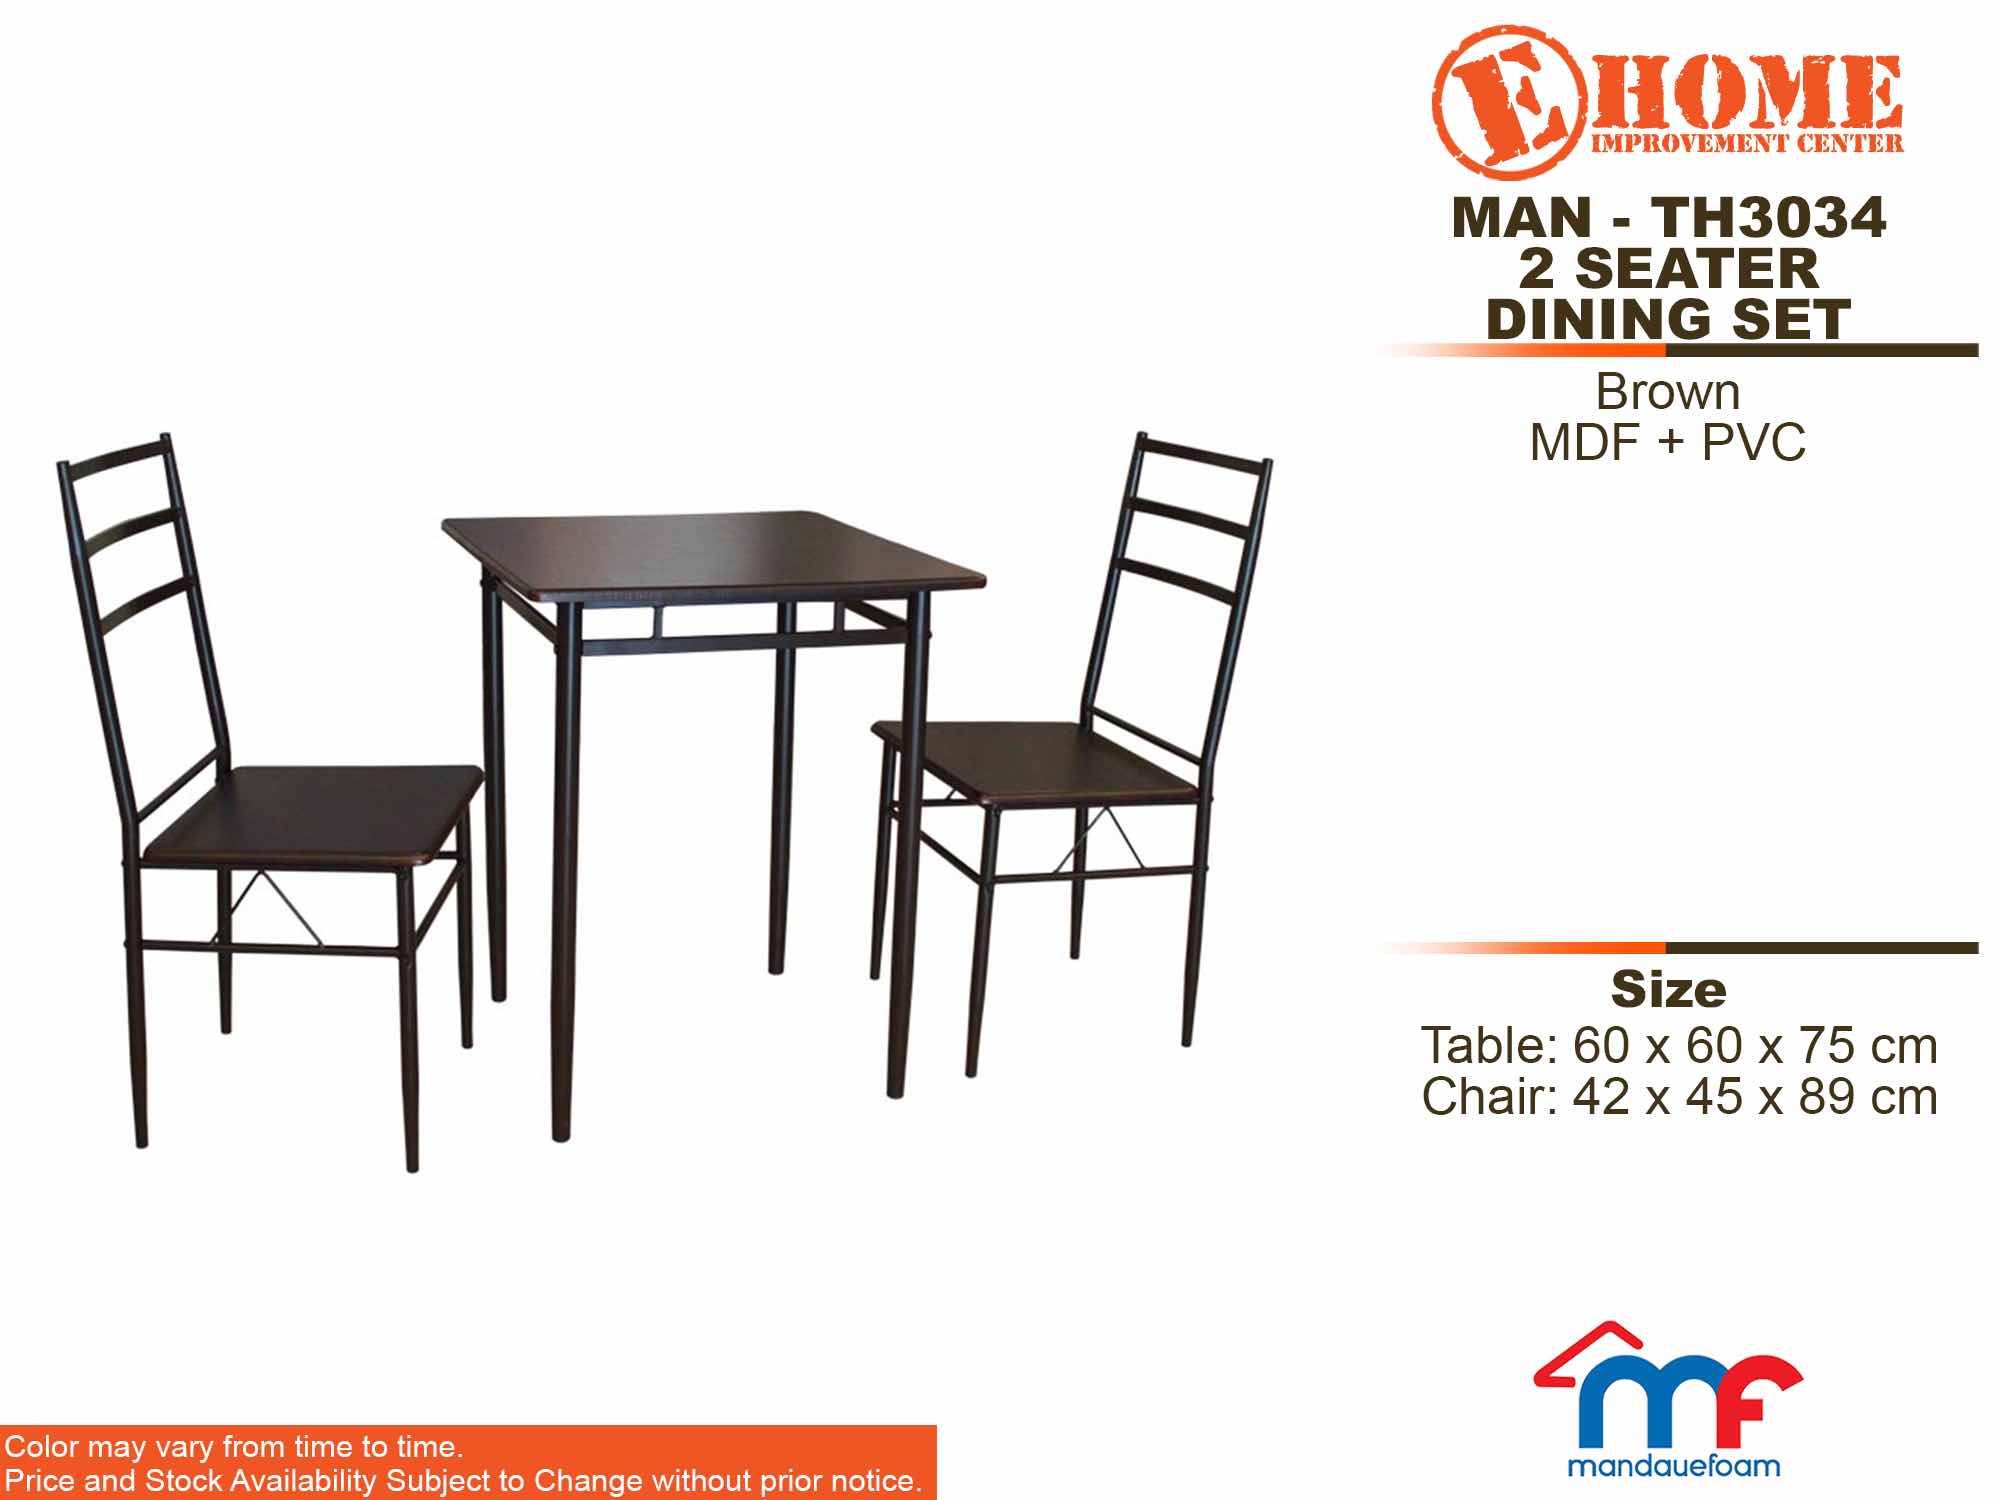 E HOME
IMPROVEMENT CENTER
MAN - TH3034
2 SEATER
DINING SET
Brown
MDF + PVC
Size
Table: 60 x 60 x 75 cm
Chair: 42 x 45 x 89 cm
mf
mandauefoam
Color may vary from time to time.
Price and Stock Availability Subject to Change without prior notice.